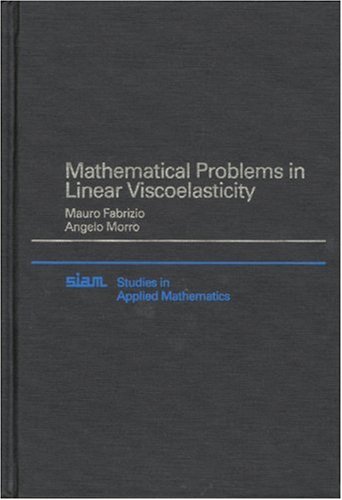 Mathematical Problems in
Linear Viscoelasticity
Mauro Fabrizio
Angelo Morro
siam
Studies in
Applied Mathematics